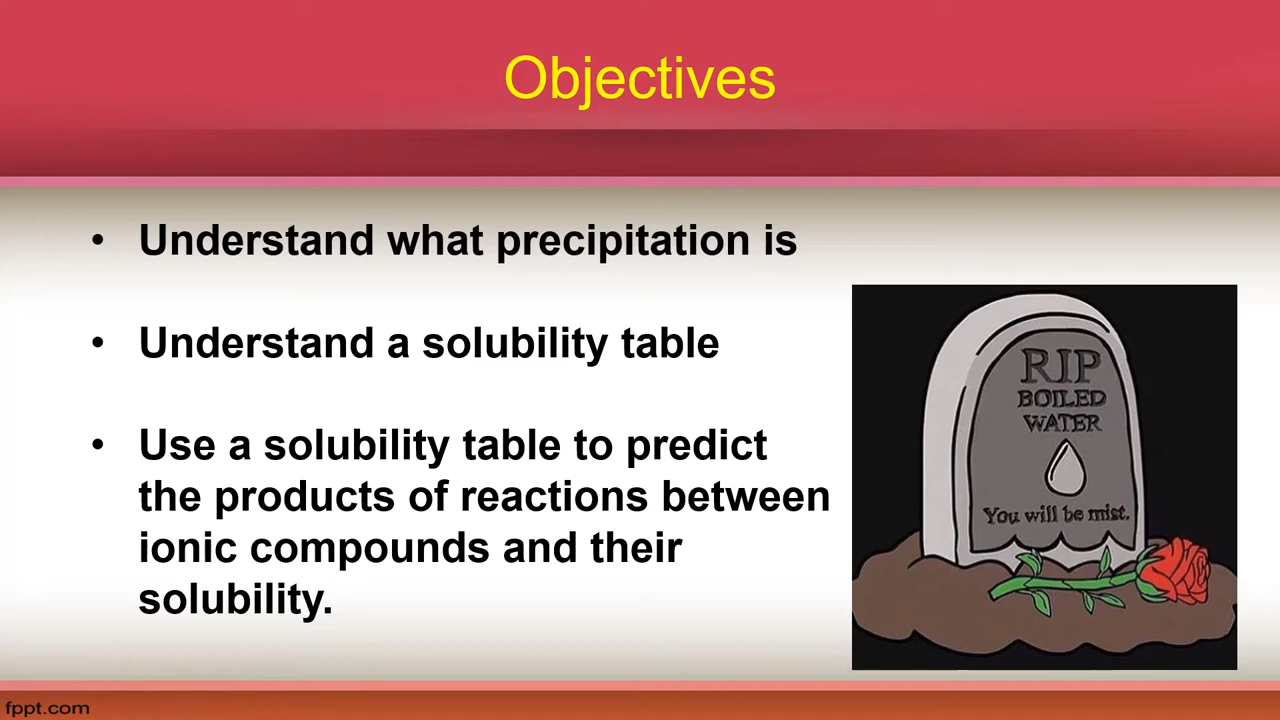 Objectives
• Understand what precipitation is
• Understand a solubility table
• Use a solubility table to predict
the products of reactions between
ionic compounds and their
solubility.
RIP
BOILED
WATER
You will be mist.
fppt.com